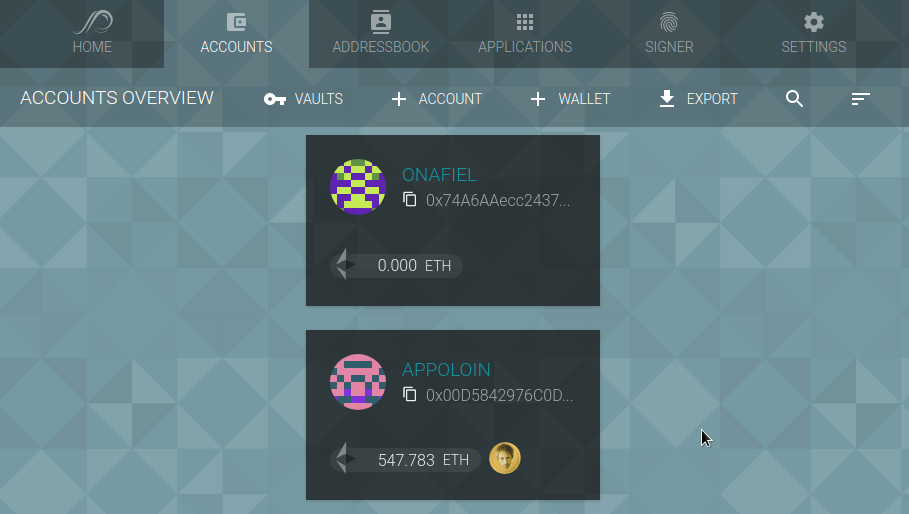 HOME
ACCOUNTS
ADDRESSBOOK
APPLICATIONS
SIGNER
SETTINGS
ACCOUNTS OVERVIEW
VAULTS
ACCOUNT
WALLET
EXPORT
ONAFIEL
0x74A6AAecc2437...
0.000 ETH
APPOLOIN
0x00D5842976C0D...
547.783 ETH